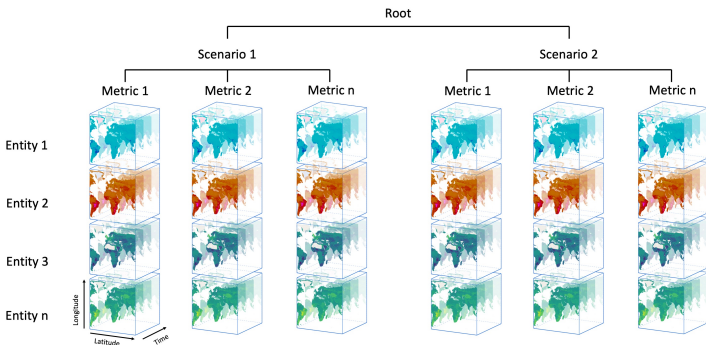 Root
Scenario 1
Scenario 2
Metric 1
Metric 2
Metric n
Metric 1
Metric 2
Metric n
Entity 1
Entity 2
Entity 3
Entity n
Longitude
Latitude
Time